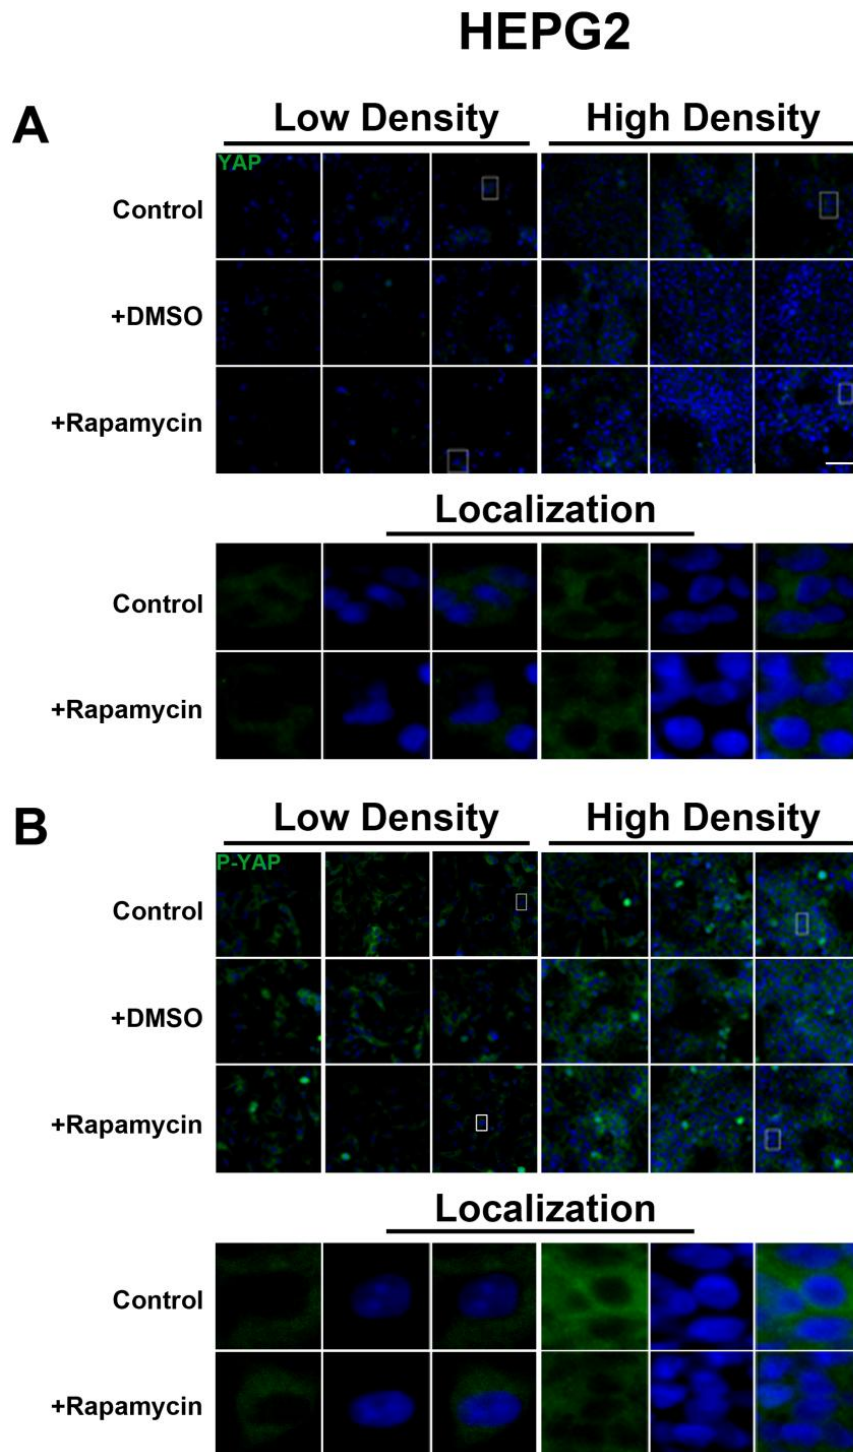 HEPG2
A
Low Density
High Density
YAP
Control
+DMSO
+Rapamycin
Localization
Control
+Rapamycin
B
Low Density
High Density
P-YAP
Control
+DMSO
+Rapamycin
Localization
Control
+Rapamycin